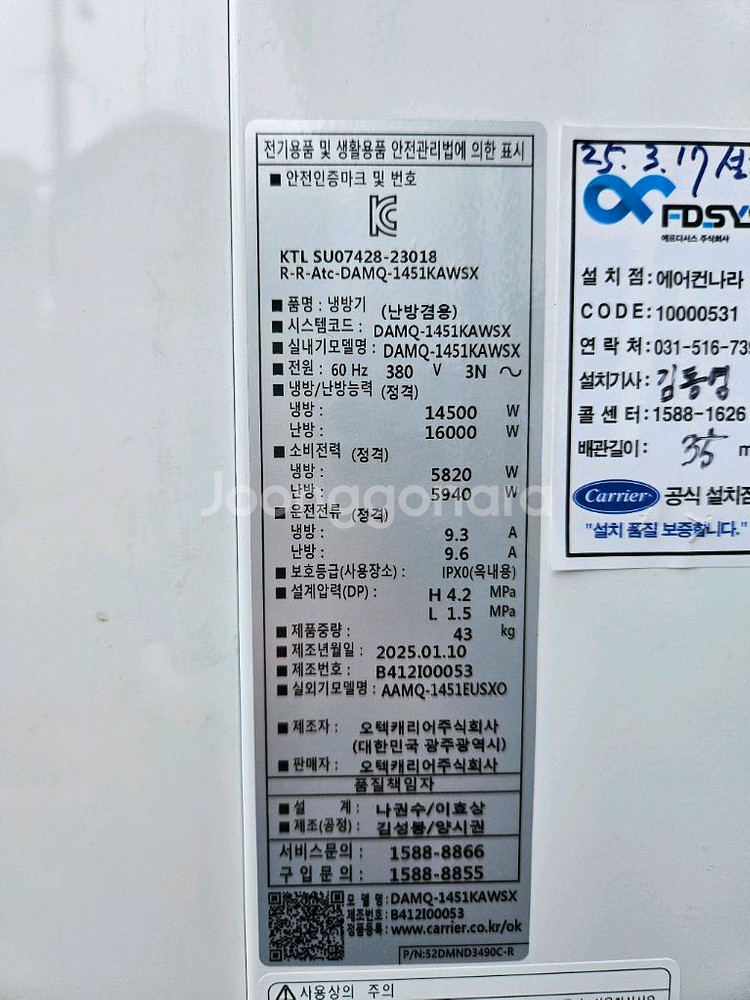 전기용품 및 생활용품 안전관리법에 의한 표시
■ 안전인증마크 및 번호
KTL SU07428-23018
R-R-Atc-DAMQ-1451KAWSX
■ 품명 : 냉방기 (난방겸용)
■ 시스템코드 : DAMQ-1451KAWSX
■ 실내기모델명 : DAMQ-1451KAWSX
■ 전원 : 60 Hz 380 V 3N ~
■ 냉방/난방능력 (정격)
냉방 : 14500 W
난방 : 16000 W
■ 소비전력 (정격)
냉방 : 5820 W
난방 : 5940 W
■ 운전전류 (정격)
냉방 : 9.3 A
난방 : 9.6 A
■ 보호등급(사용장소) : IPX0(옥내용)
■ 설계압력(DP) : H 4.2 MPa
L 1.5 MPa
■ 제품중량 : 43 kg
■ 제조년월일 : 2025.01.10
■ 제조번호 : B412I00053
■ 실외기모델명 : AAMQ-1451EUSXO
■ 제조자 : 오텍캐리어주식회사
(대한민국 광주광역시)
■ 판매자 : 오텍캐리어주식회사
품질책임자
■ 설 계 : 나권수/이효상
■ 제조(공정) : 김성붕/양시권
서비스문의 : 1588-8866
구입문의 : 1588-8855
모 델 명 : DAMQ-1451KAWSX
제조번호 : B412I00053
정품등록 : www.carrier.co.kr/ok
P/N:52DMND3490C-R
사용상의 주의
25. 3. 17
FDSYS
에프디시스 주식회사
설 치 점 : 에어컨나라
CODE : 10000531
연 락 처 : 031-516-739
설치기사 : 김동영
콜 센 터 : 1588-1626
배관길이 : 35 m
Carrier 공식 설치점
"설치 품질 보증합니다."
Joonggonara